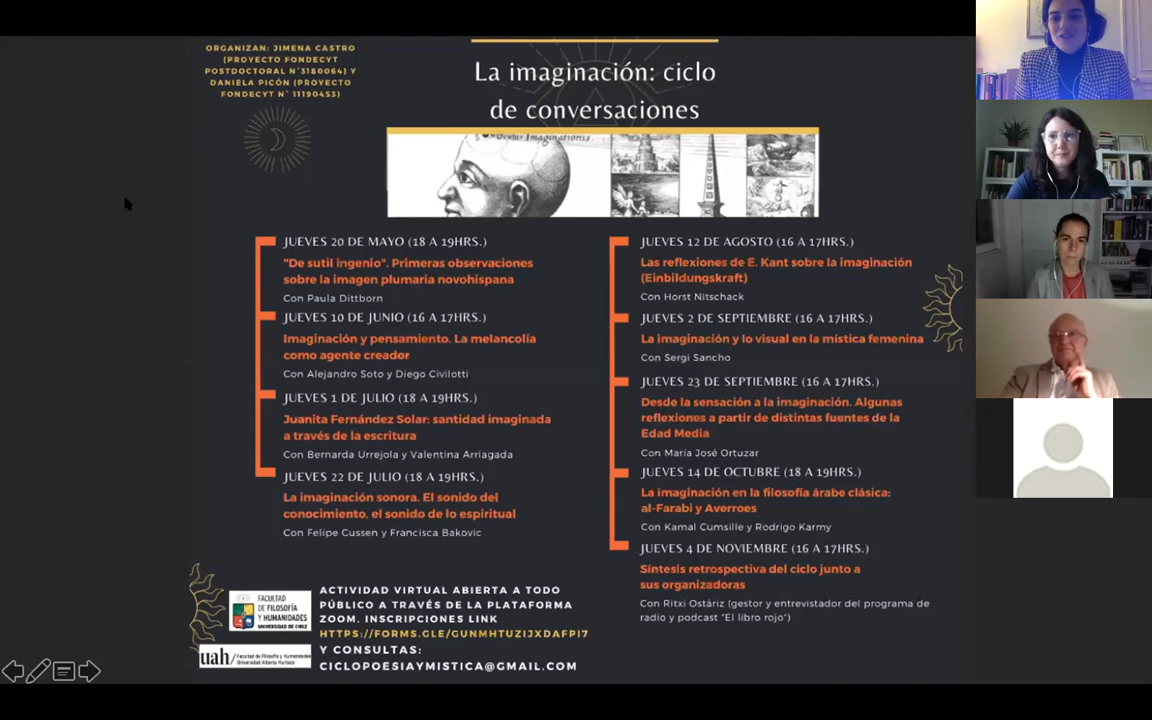 ORGANIZAN: JIMENA CASTRO
(PROYECTO FONDECYT
POSTDOCTORAL N°3180064) Y
DANIELA PICÓN (PROYECTO
FONDECYT N° 11190453)
La imaginación: ciclo
de conversaciones
JUEVES 20 DE MAYO (18 A 19HRS.)
"De sutil ingenio". Primeras observaciones
sobre la imagen plumaria novohispana
Con Paula Dittborn
JUEVES 10 DE JUNIO (16 A 17HRS.)
Imaginación y pensamiento. La melancolía
como agente creador
Con Alejandro Soto y Diego Civilotti
JUEVES 1 DE JULIO (18 A 19HRS.)
Juanita Fernández Solar: santidad imaginada
a través de la escritura
Con Bernarda Urrejola y Valentina Arriagada
JUEVES 22 DE JULIO (18 A 19HRS.)
La imaginación sonora. El sonido del
conocimiento, el sonido de lo espiritual
Con Felipe Cussen y Francisca Bakovic
JUEVES 12 DE AGOSTO (16 A 17HRS.)
Las reflexiones de E. Kant sobre la imaginación
(Einbildungskraft)
Con Horst Nitschack
JUEVES 2 DE SEPTIEMBRE (16 A 17HRS.)
La imaginación y lo visual en la mística femenina
Con Sergi Sancho
JUEVES 23 DE SEPTIEMBRE (16 A 17HRS.)
Desde la sensación a la imaginación. Algunas
reflexiones a partir de distintas fuentes de la
Edad Media
Con María José Ortuzar
JUEVES 14 DE OCTUBRE (18 A 19HRS.)
La imaginación en la filosofía árabe clásica:
al-Farabi y Averroes
Con Kamal Cumsille y Rodrigo Karmy
JUEVES 4 DE NOVIEMBRE (16 A 17HRS.)
Síntesis retrospectiva del ciclo junto a
sus organizadoras
Con Ritxi Ostáriz (gestor y entrevistador del programa de
radio y podcast "El libro rojo")
FACULTAD
DE FILOSOFÍA
Y HUMANIDADES
UNIVERSIDAD DE CHILE
uah/ Facultad de Filosofía y Humanidades
Universidad Alberto Hurtado
ACTIVIDAD VIRTUAL ABIERTA A TODO
PÚBLICO A TRAVÉS DE LA PLATAFORMA
ZOOM. INSCRIPCIONES LINK
HTTPS://FORMS.GLE/GUNMHTUZIJXDAFPI7
Y CONSULTAS:
CICLOPOESIAYMISTICA@GMAIL.COM